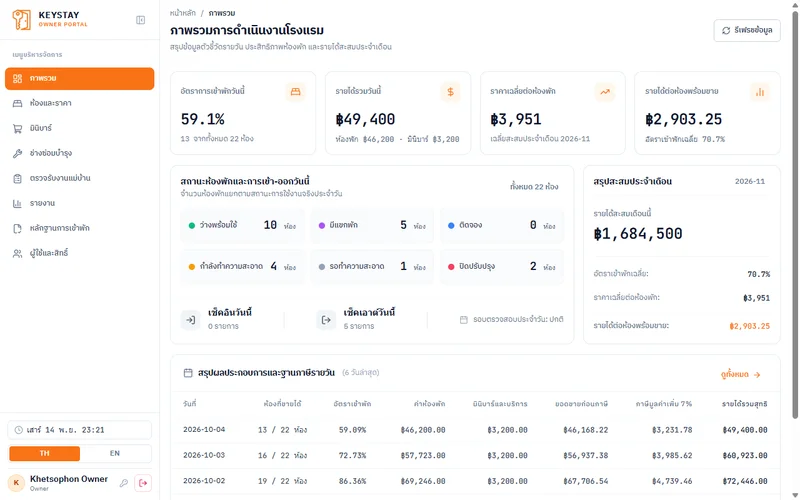 KEYSTAY
OWNER PORTAL
เมนูบริหารจัดการ
ภาพรวม
ห้องและราคา
มินิบาร์
ช่างซ่อมบำรุง
ตรวจรับงานแม่บ้าน
รายงาน
หลักฐานการเข้าพัก
ผู้ใช้และสิทธิ์
เสาร์ 14 พ.ย. 23:21
TH EN
K Khetsophon Owner
Owner
หน้าหลัก / ภาพรวม
ภาพรวมการดำเนินงานโรงแรม
สรุปข้อมูลตัวชี้วัดรายวัน ประสิทธิภาพห้องพัก และรายได้สะสมประจำเดือน
รีเฟรชข้อมูล
อัตราการเข้าพักวันนี้
59.1%
13 จากทั้งหมด 22 ห้อง
รายได้รวมวันนี้
฿49,400
ห้องพัก ฿46,200 · มินิบาร์ ฿3,200
ราคาเฉลี่ยต่อห้องพัก
฿3,951
เฉลี่ยสะสมประจำเดือน 2026-11
รายได้ต่อห้องพร้อมขาย
฿2,903.25
อัตราเข้าพักเฉลี่ย 70.7%
สถานะห้องพักและการเข้า-ออกวันนี้
จำนวนห้องพักแยกตามสถานะการใช้งานจริงประจำวัน
ทั้งหมด 22 ห้อง
ว่างพร้อมใช้ 10 ห้อง
มีแขกพัก 5 ห้อง
ติดจอง 0 ห้อง
กำลังทำความสะอาด 4 ห้อง
รอทำความสะอาด 1 ห้อง
ปิดปรับปรุง 2 ห้อง
เช็คอินวันนี้
0 รายการ
เช็คเอาต์วันนี้
5 รายการ
รอบตรวจสอบประจำวัน: ปกติ
สรุปสะสมประจำเดือน 2026-11
รายได้สะสมเดือนนี้
฿1,684,500
อัตราเข้าพักเฉลี่ย: 70.7%
ราคาเฉลี่ยต่อห้องพัก: ฿3,951
รายได้ต่อห้องพร้อมขาย: ฿2,903.25
สรุปผลประกอบการและฐานภาษีรายวัน (6 วันล่าสุด)
ดูทั้งหมด →
วันที่ ห้องที่ขายได้ อัตราเข้าพัก ค่าห้องพัก มินิบาร์และบริการ ยอดขายก่อนภาษี ภาษีมูลค่าเพิ่ม 7% รายได้รวมสุทธิ
2026-10-04 13 / 22 ห้อง 59.09% ฿46,200.00 ฿3,200.00 ฿46,168.22 ฿3,231.78 ฿49,400.00
2026-10-03 16 / 22 ห้อง 72.73% ฿57,723.00 ฿3,200.00 ฿56,937.38 ฿3,985.62 ฿60,923.00
2026-10-02 19 / 22 ห้อง 86.36% ฿69,246.00 ฿3,200.00 ฿67,706.54 ฿4,739.46 ฿72,446.00